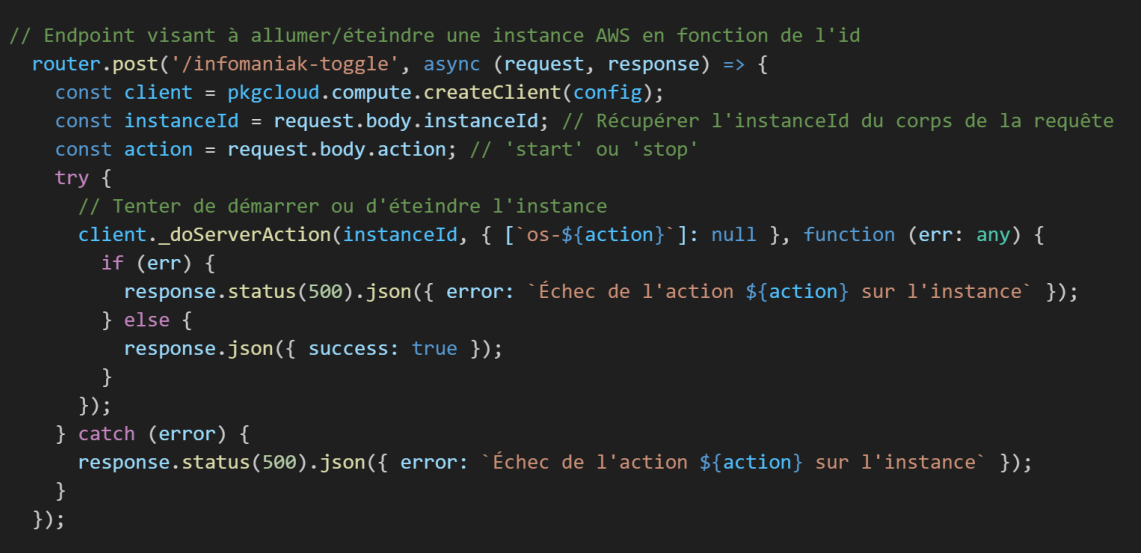 // Endpoint visant à allumer/éteindre une instance AWS en fonction de l'id
router.post('/infomaniak-toggle', async (request, response) => {
const client = pkgcloud.compute.createClient(config);
const instanceId = request.body.instanceId; // Récupérer l'instanceId du corps de la requête
const action = request.body.action; // 'start' ou 'stop'
try {
// Tenter de démarrer ou d'éteindre l'instance
client._doServerAction(instanceId, { [`os-${action}`]: null }, function (err: any) {
if (err) {
response.status(500).json({ error: `Échec de l'action ${action} sur l'instance` });
} else {
response.json({ success: true });
}
});
} catch (error) {
response.status(500).json({ error: `Échec de l'action ${action} sur l'instance` });
}
});